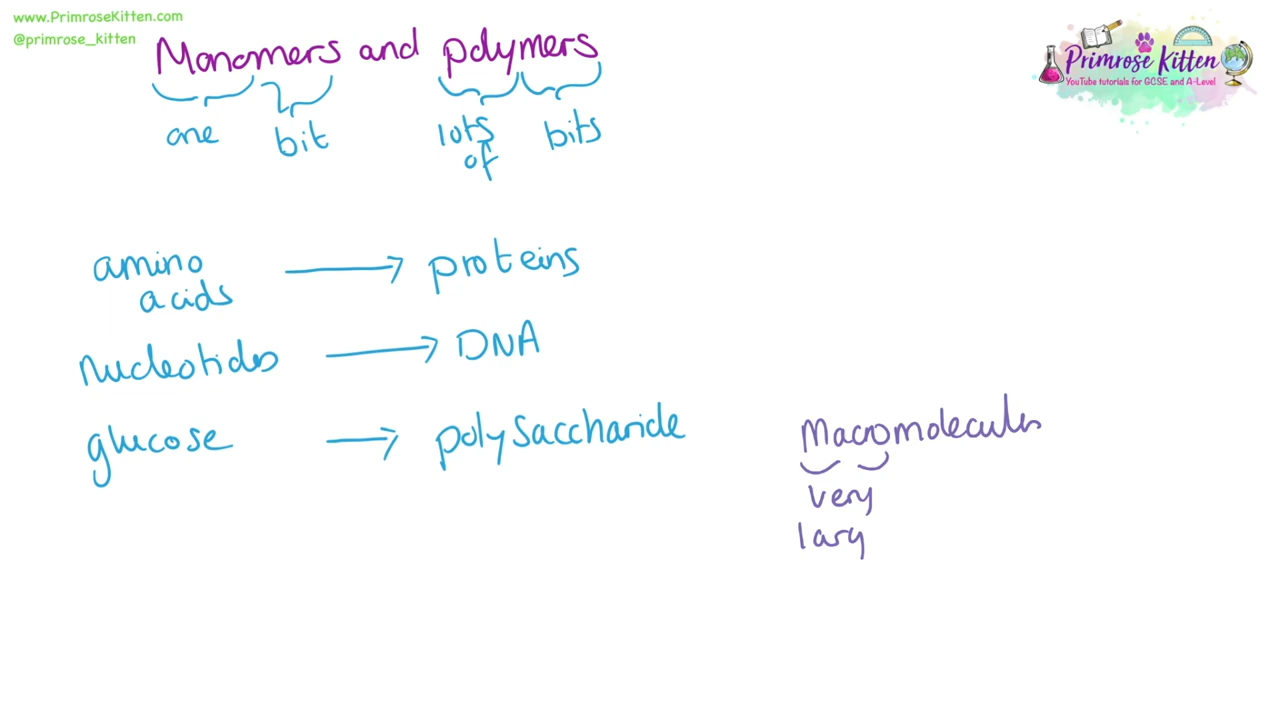 www.PrimroseKitten.com
@primrose_kitten
Monomers and polymers
one bit lots of bits
Primrose Kitten
YouTube tutorials for GCSE and A-Level
amino acids → proteins
nucleotides → DNA
glucose → polysaccharide
Macromolecules
very